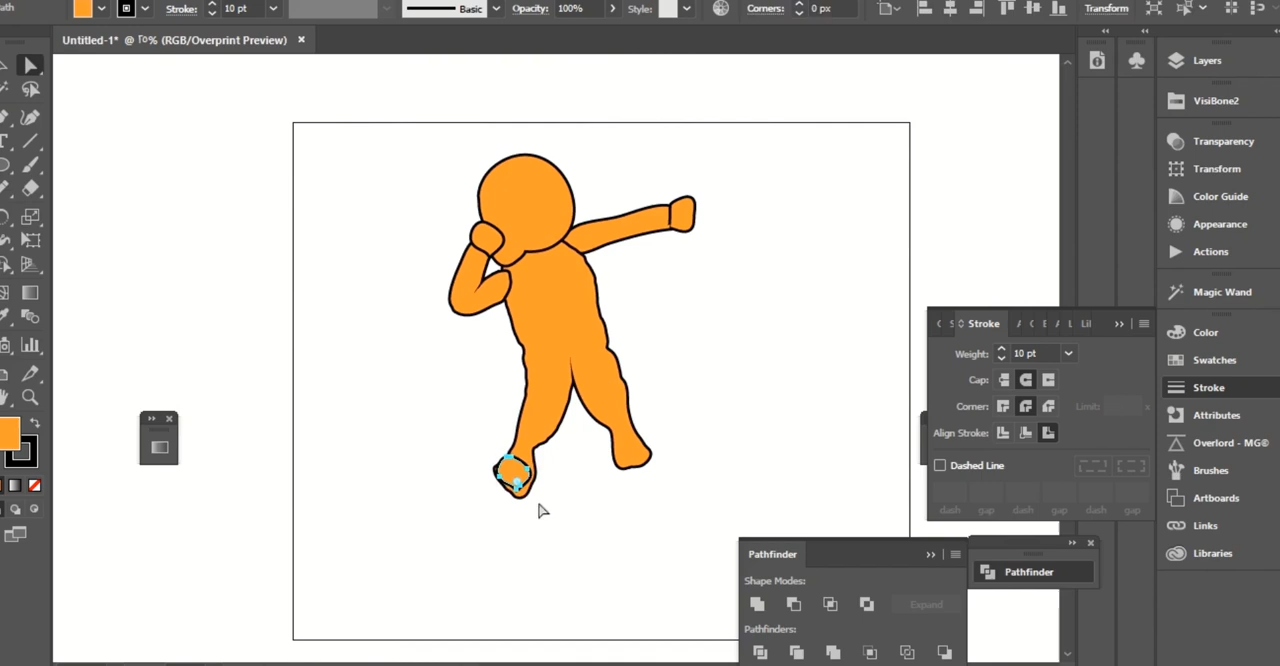 ath
Stroke: 10 pt Basic Opacity: 100% Style: Corners: 0 px Transform
Untitled-1* @ 70% (RGB/Overprint Preview) ×
Layers
VisiBone2
Transparency
Transform
Color Guide
Appearance
Actions
Magic Wand
Color
Swatches
Stroke
Attributes
Overlord - MG®
Brushes
Artboards
Links
Libraries
Stroke Lil
Weight: 10 pt
Cap:
Corner: Limit: x
Align Stroke:
Dashed Line
dash gap dash gap dash gap
Pathfinder
Shape Modes:
Expand
Pathfinders:
Pathfinder